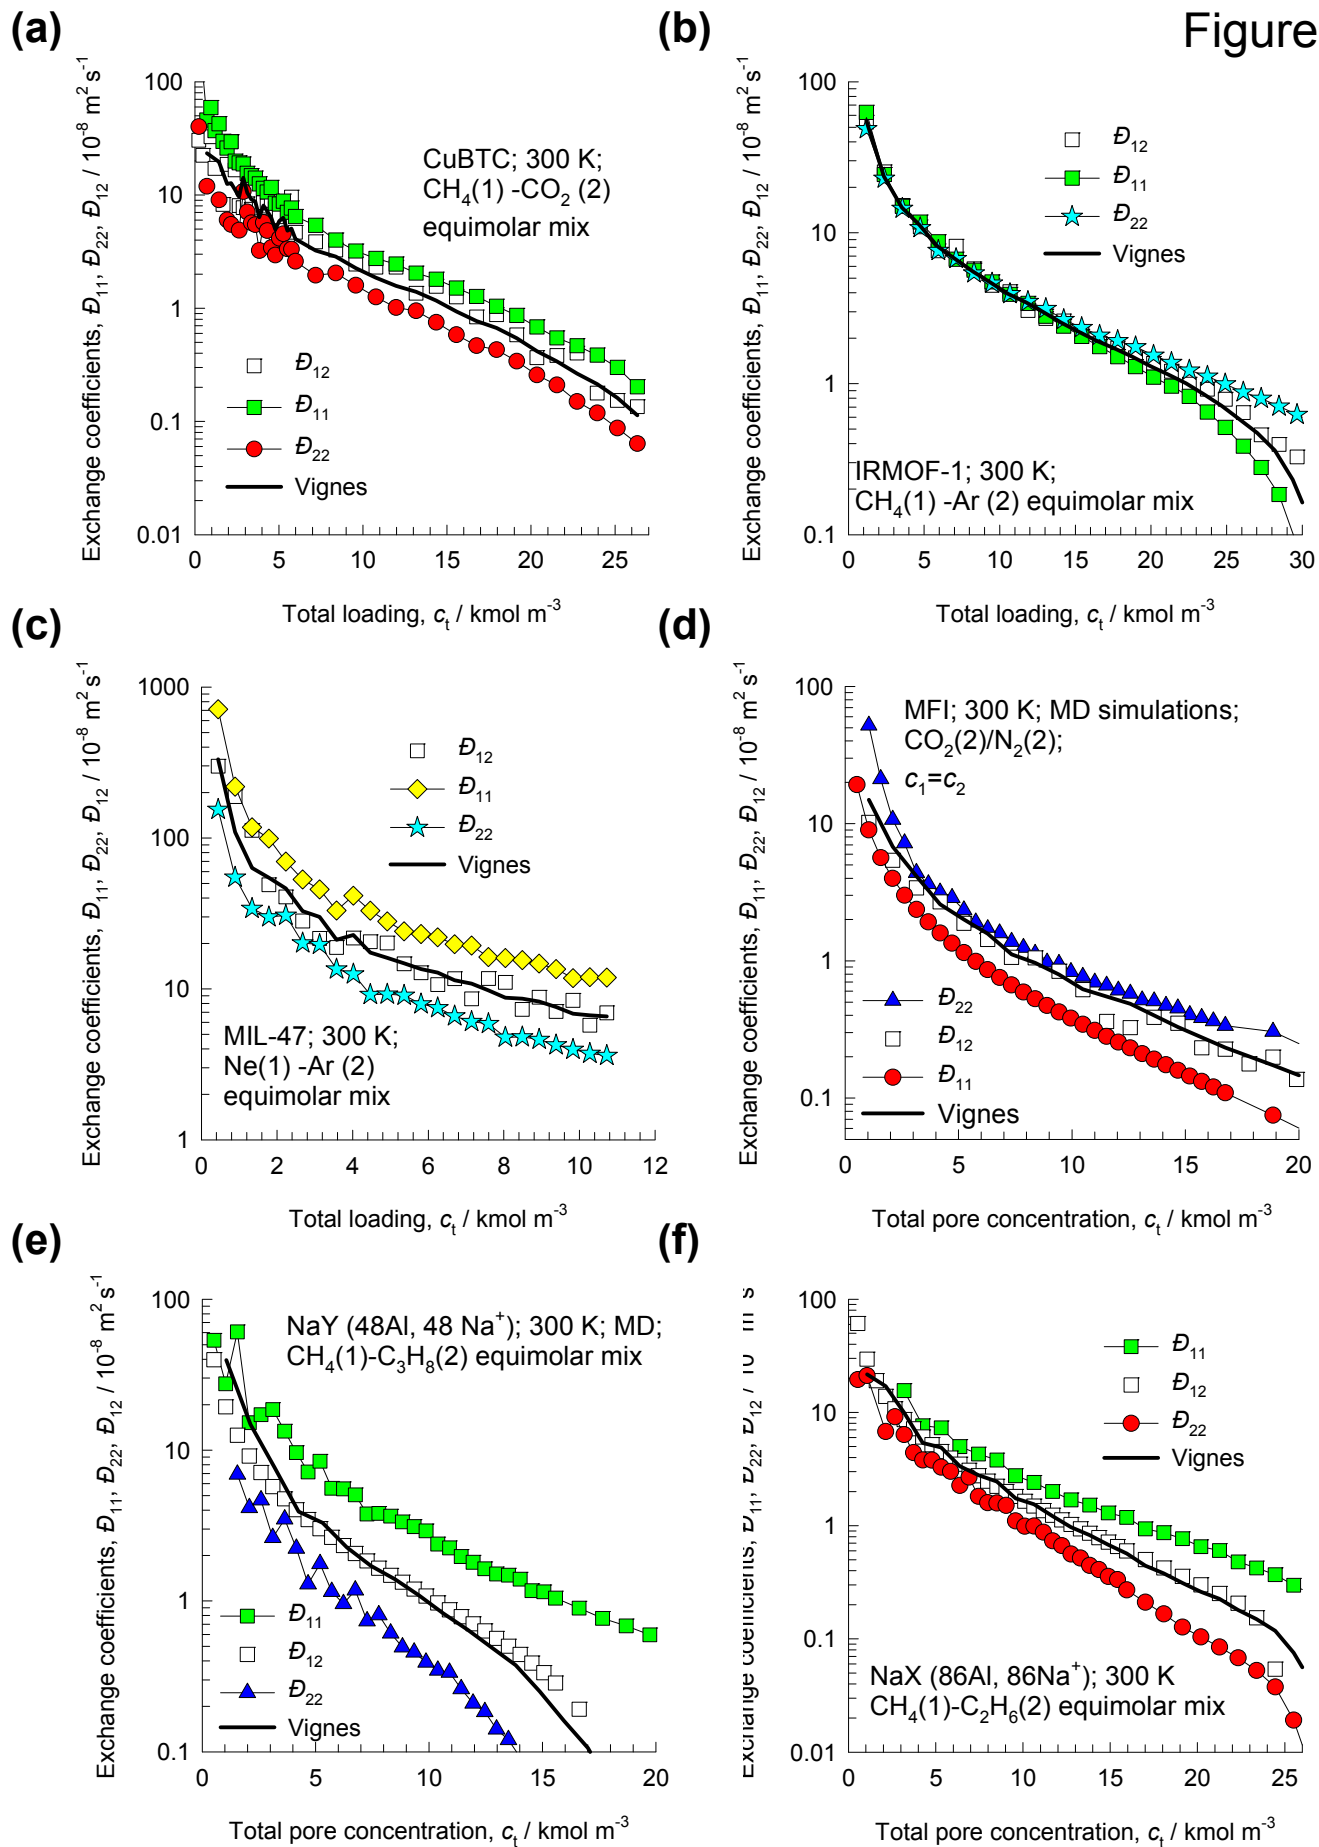 Figure
(a)
Exchange coefficients, Đ11, Đ22, Đ12 / 10-8 m2 s-1
100
10
1
0.1
0.01
CuBTC; 300 K;
CH4(1) -CO2 (2)
equimolar mix
Đ12
Đ11
Đ22
Vignes
0 5 10 15 20 25
Total loading, ct / kmol m-3
(b)
Exchange coefficients, Đ11, Đ22, Đ12 / 10-8 m2 s-1
100
10
1
0.1
Đ12
Đ11
Đ22
Vignes
IRMOF-1; 300 K;
CH4(1) -Ar (2) equimolar mix
0 5 10 15 20 25 30
Total loading, ct / kmol m-3
(c)
Exchange coefficients, Đ11, Đ22, Đ12 / 10-8 m2 s-1
1000
100
10
1
Đ12
Đ11
Đ22
Vignes
MIL-47; 300 K;
Ne(1) -Ar (2)
equimolar mix
0 2 4 6 8 10 12
Total loading, ct / kmol m-3
(d)
Exchange coefficients, Đ11, Đ22, Đ12 / 10-8 m2 s-1
100
10
1
0.1
MFI; 300 K; MD simulations;
CO2(2)/N2(2);
c1=c2
Đ22
Đ12
Đ11
Vignes
0 5 10 15 20
Total pore concentration, ct / kmol m-3
(e)
Exchange coefficients, Đ11, Đ22, Đ12 / 10-8 m2 s-1
100
10
1
0.1
NaY (48Al, 48 Na+); 300 K; MD;
CH4(1)-C3H8(2) equimolar mix
Đ11
Đ12
Đ22
Vignes
0 5 10 15 20
Total pore concentration, ct / kmol m-3
(f)
Exchange coefficients, Đ11, Đ22, Đ12 / 10 m s-1
100
10
1
0.1
0.01
Đ11
Đ12
Đ22
Vignes
NaX (86Al, 86Na+); 300 K
CH4(1)-C2H6(2) equimolar mix
0 5 10 15 20 25
Total pore concentration, ct / kmol m-3